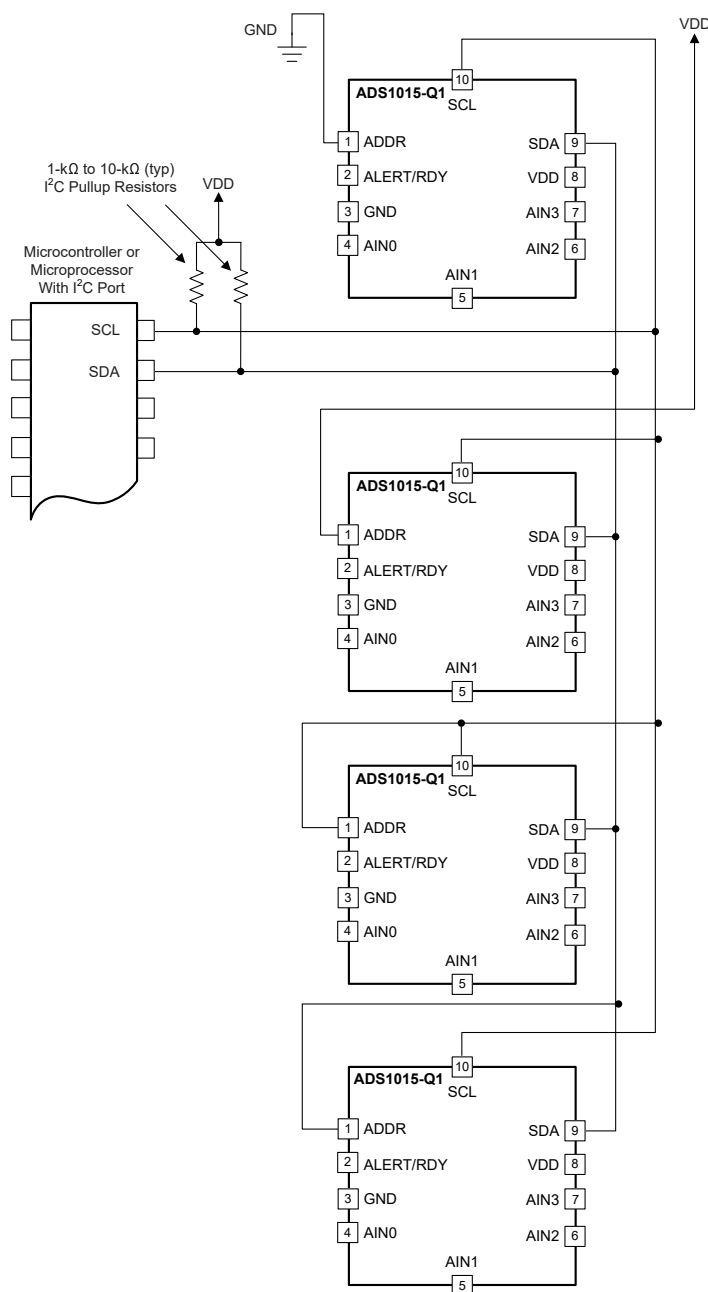 GND
VDD
10
ADS1015-Q1
SCL
1 ADDR
SDA 9
2 ALERT/RDY
VDD 8
3 GND
AIN3 7
4 AIN0
AIN2 6
AIN1
5
1-kΩ to 10-kΩ (typ)
I²C Pullup Resistors
VDD
Microcontroller or
Microprocessor
With I²C Port
SCL
SDA
10
ADS1015-Q1
SCL
1 ADDR
SDA 9
2 ALERT/RDY
VDD 8
3 GND
AIN3 7
4 AIN0
AIN2 6
AIN1
5
10
ADS1015-Q1
SCL
1 ADDR
SDA 9
2 ALERT/RDY
VDD 8
3 GND
AIN3 7
4 AIN0
AIN2 6
AIN1
5
10
ADS1015-Q1
SCL
1 ADDR
SDA 9
2 ALERT/RDY
VDD 8
3 GND
AIN3 7
4 AIN0
AIN2 6
AIN1
5